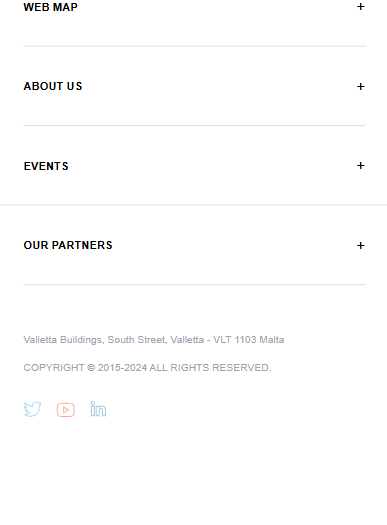 WEB MAP +
ABOUT US +
EVENTS +
OUR PARTNERS +
Valletta Buildings, South Street, Valletta - VLT 1103 Malta
COPYRIGHT © 2015-2024 ALL RIGHTS RESERVED.
in